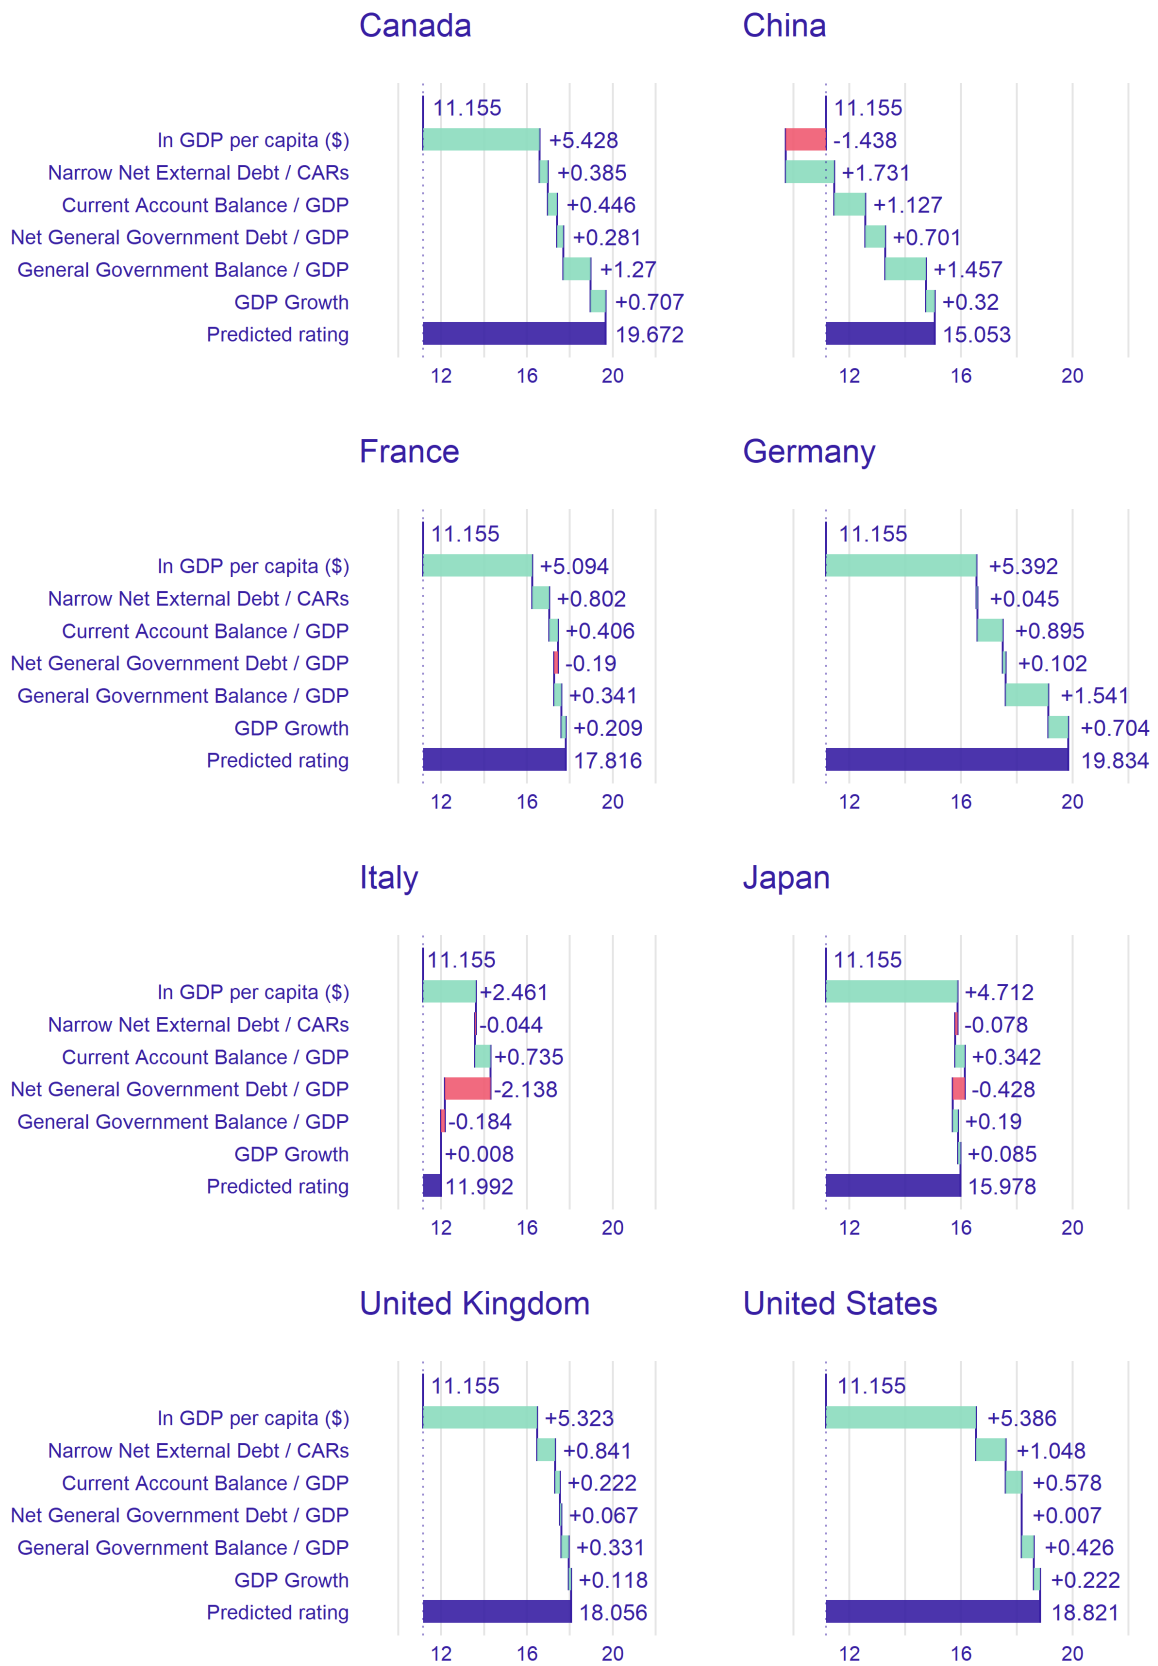 Canada China
11.155 11.155
ln GDP per capita ($) +5.428 -1.438
Narrow Net External Debt / CARs +0.385 +1.731
Current Account Balance / GDP +0.446 +1.127
Net General Government Debt / GDP +0.281 +0.701
General Government Balance / GDP +1.27 +1.457
GDP Growth +0.707 +0.32
Predicted rating 19.672 15.053
12 16 20 12 16 20
France Germany
11.155 11.155
ln GDP per capita ($) +5.094 +5.392
Narrow Net External Debt / CARs +0.802 +0.045
Current Account Balance / GDP +0.406 +0.895
Net General Government Debt / GDP -0.19 +0.102
General Government Balance / GDP +0.341 +1.541
GDP Growth +0.209 +0.704
Predicted rating 17.816 19.834
12 16 20 12 16 20
Italy Japan
11.155 11.155
ln GDP per capita ($) +2.461 +4.712
Narrow Net External Debt / CARs -0.044 -0.078
Current Account Balance / GDP +0.735 +0.342
Net General Government Debt / GDP -2.138 -0.428
General Government Balance / GDP -0.184 +0.19
GDP Growth +0.008 +0.085
Predicted rating 11.992 15.978
12 16 20 12 16 20
United Kingdom United States
11.155 11.155
ln GDP per capita ($) +5.323 +5.386
Narrow Net External Debt / CARs +0.841 +1.048
Current Account Balance / GDP +0.222 +0.578
Net General Government Debt / GDP +0.067 +0.007
General Government Balance / GDP +0.331 +0.426
GDP Growth +0.118 +0.222
Predicted rating 18.056 18.821
12 16 20 12 16 20